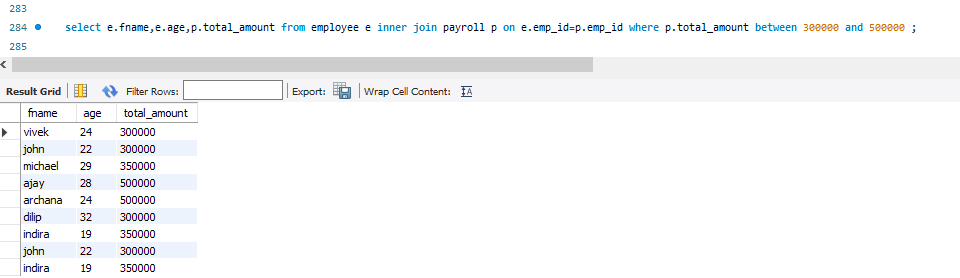 283
284 select e.fname,e.age,p.total_amount from employee e inner join payroll p on e.emp_id=p.emp_id where p.total_amount between 300000 and 500000 ;
285
Result Grid Filter Rows: Export: Wrap Cell Content:
fname age total_amount
vivek 24 300000
john 22 300000
michael 29 350000
ajay 28 500000
archana 24 500000
dilip 32 300000
indira 19 350000
john 22 300000
indira 19 350000